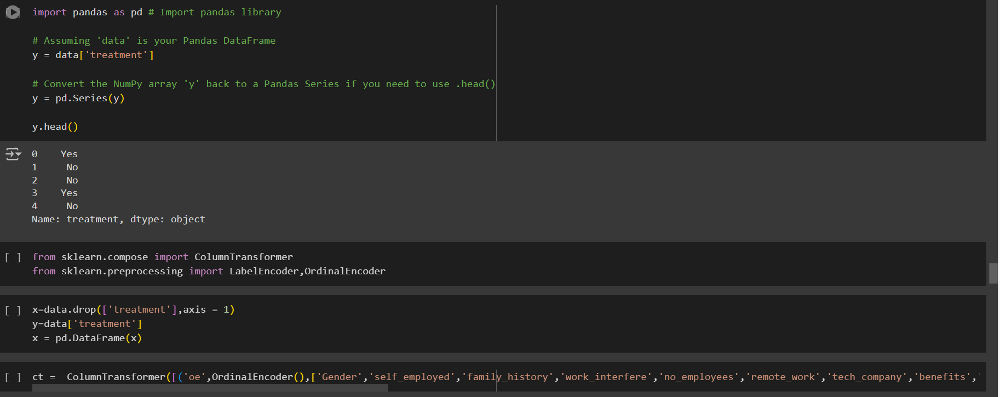 import pandas as pd # Import pandas library
# Assuming 'data' is your Pandas DataFrame
y = data['treatment']
# Convert the NumPy array 'y' back to a Pandas Series if you need to use .head()
y = pd.Series(y)
y.head()
0    Yes
1     No
2     No
3    Yes
4     No
Name: treatment, dtype: object
[ ] from sklearn.compose import ColumnTransformer
from sklearn.preprocessing import LabelEncoder,OrdinalEncoder
[ ] x=data.drop(['treatment'],axis = 1)
y=data['treatment']
x = pd.DataFrame(x)
[ ] ct =  ColumnTransformer([('oe',OrdinalEncoder(),['Gender','self_employed','family_history','work_interfere','no_employees','remote_work','tech_company','benefits','